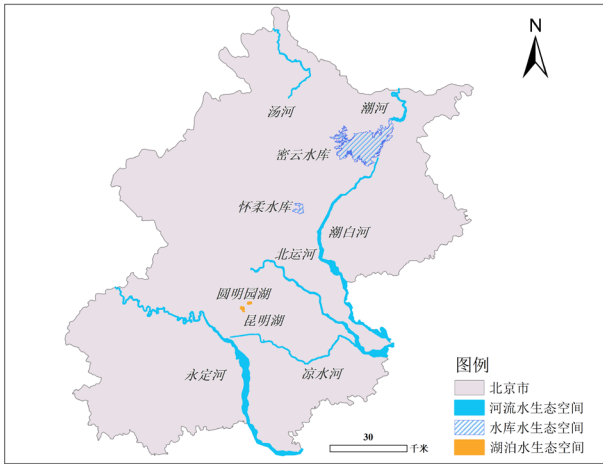 N
汤河
潮河
密云水库
怀柔水库
潮白河
北运河
圆明园湖
昆明湖
永定河
凉水河
图例
北京市
河流水生态空间
水库水生态空间
湖泊水生态空间
30
千米